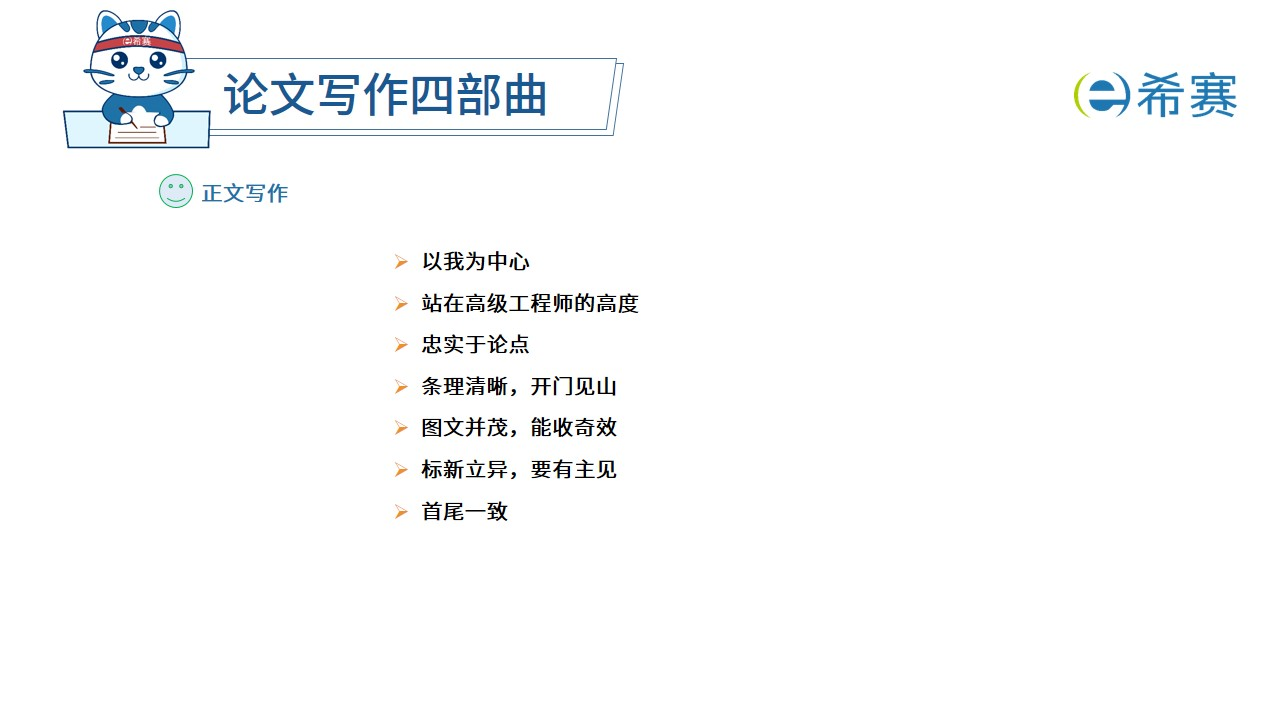 希赛
论文写作四部曲
希赛
正文写作
以我为中心
站在高级工程师的高度
忠实于论点
条理清晰，开门见山
图文并茂，能收奇效
标新立异，要有主见
首尾一致